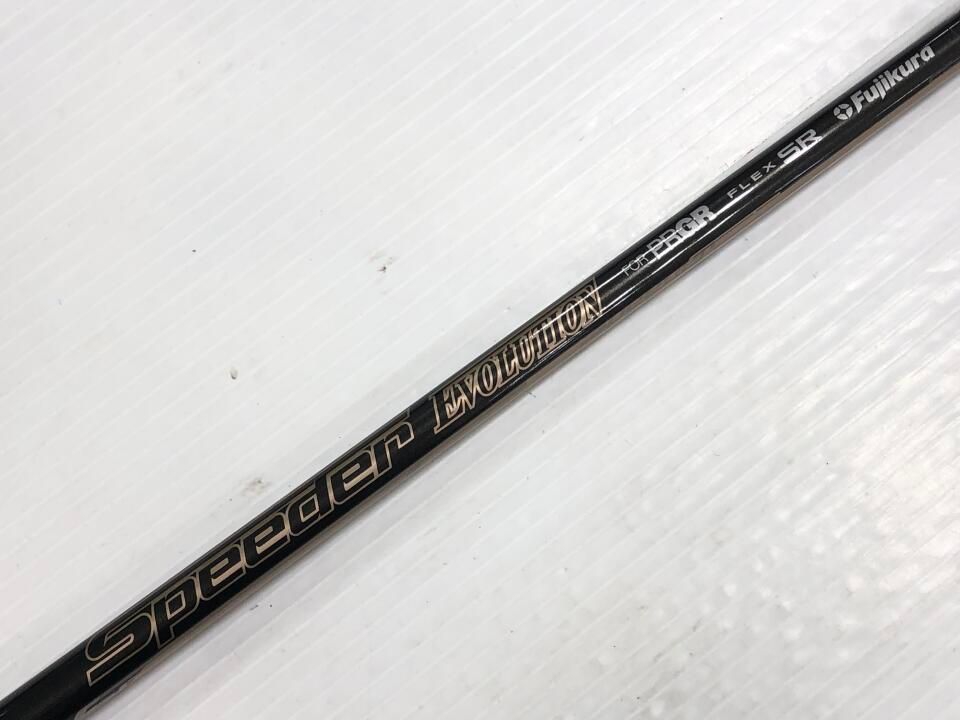 Speeder EVOLUTION FOR PRGR FLEX SR Fujikura